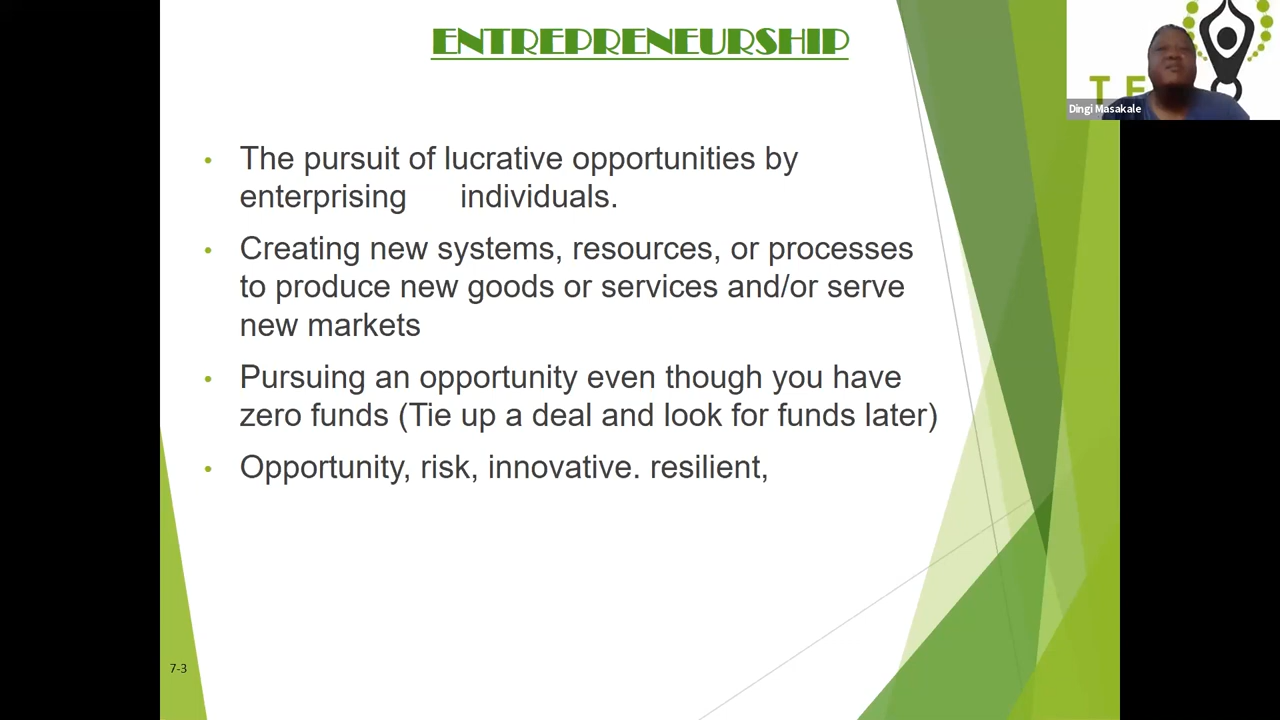 ENTREPRENEURSHIP
T E
Dingi Masakale
• The pursuit of lucrative opportunities by
enterprising individuals.
• Creating new systems, resources, or processes
to produce new goods or services and/or serve
new markets
• Pursuing an opportunity even though you have
zero funds (Tie up a deal and look for funds later)
• Opportunity, risk, innovative. resilient,
7-3